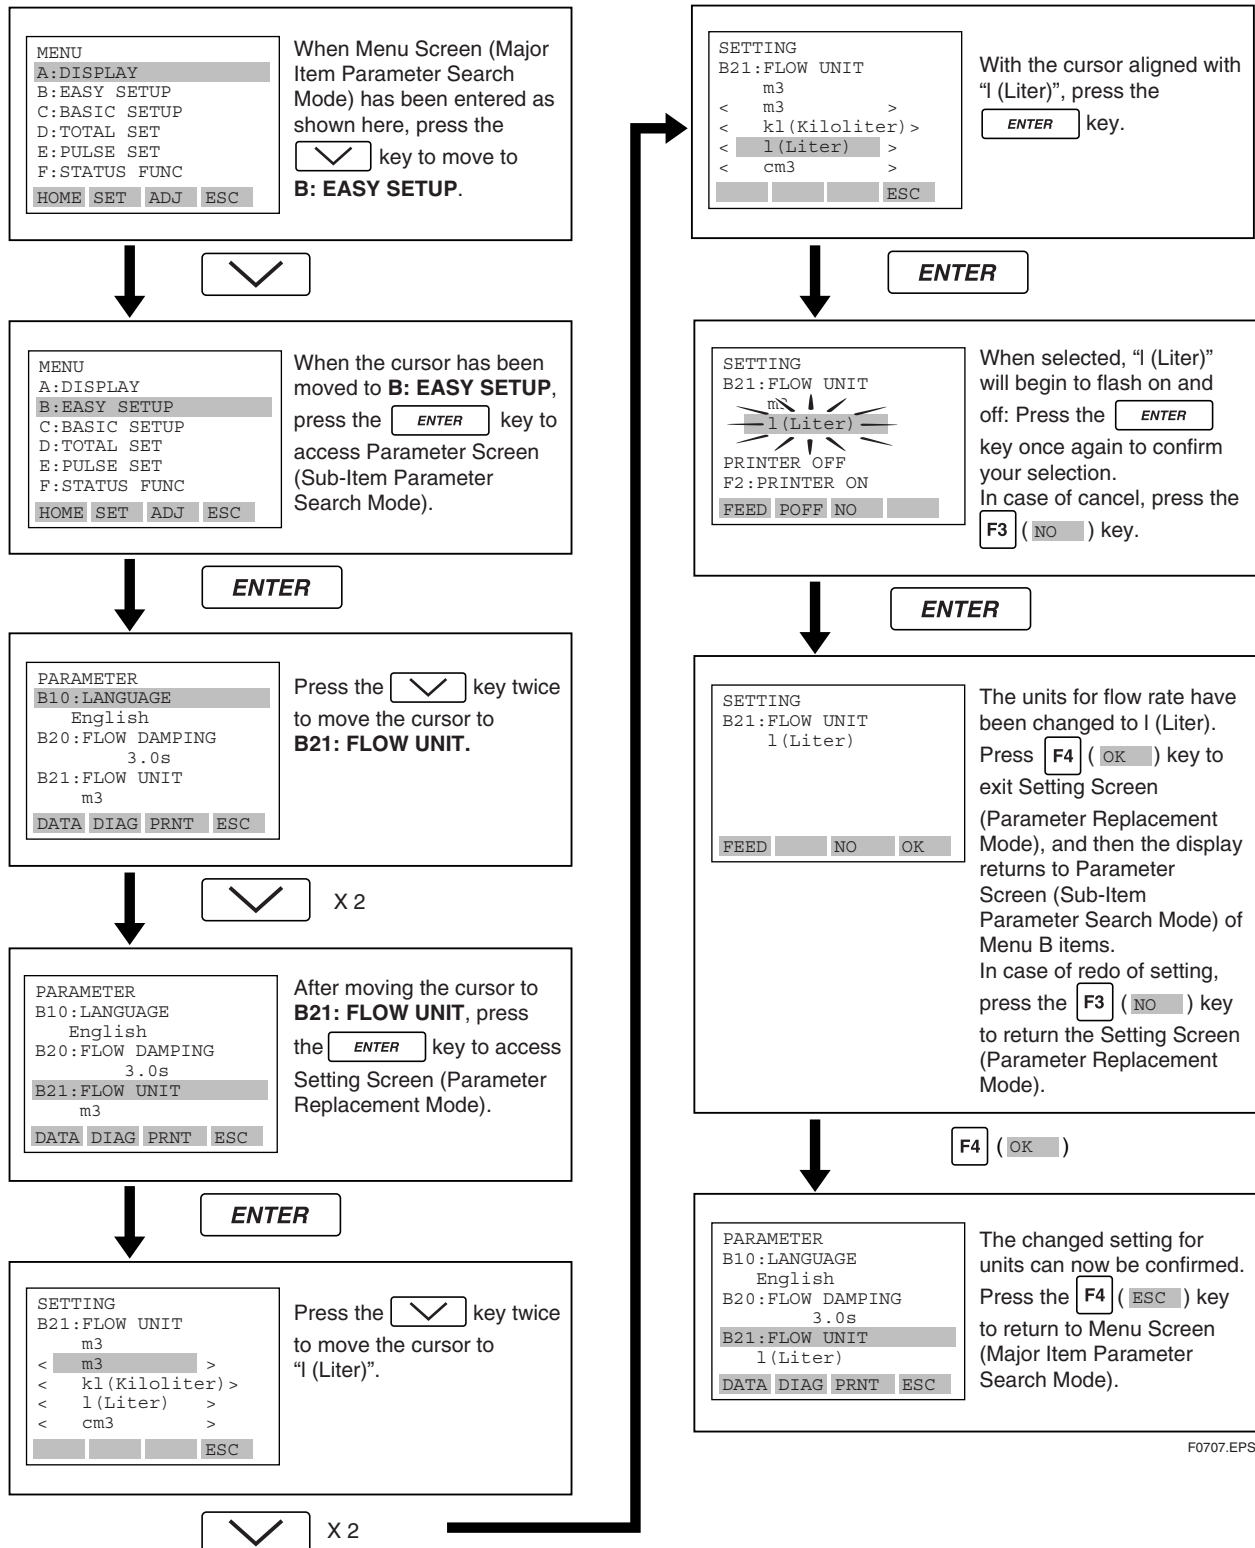 MENU
A:DISPLAY
B:EASY SETUP
C:BASIC SETUP
D:TOTAL SET
E:PULSE SET
F:STATUS FUNC
HOME SET ADJ ESC
When Menu Screen (Major
Item Parameter Search
Mode) has been entered as
shown here, press the
key to move to
B: EASY SETUP.
MENU
A:DISPLAY
B:EASY SETUP
C:BASIC SETUP
D:TOTAL SET
E:PULSE SET
F:STATUS FUNC
HOME SET ADJ ESC
When the cursor has been
moved to B: EASY SETUP,
press the ENTER key to
access Parameter Screen
(Sub-Item Parameter
Search Mode).
ENTER
PARAMETER
B10:LANGUAGE
English
B20:FLOW DAMPING
3.0s
B21:FLOW UNIT
m3
DATA DIAG PRNT ESC
Press the key twice
to move the cursor to
B21: FLOW UNIT.
X 2
PARAMETER
B10:LANGUAGE
English
B20:FLOW DAMPING
3.0s
B21:FLOW UNIT
m3
DATA DIAG PRNT ESC
After moving the cursor to
B21: FLOW UNIT, press
the ENTER key to access
Setting Screen (Parameter
Replacement Mode).
ENTER
SETTING
B21:FLOW UNIT
m3
< m3 >
< kl(Kiloliter)>
< l(Liter) >
< cm3 >
ESC
Press the key twice
to move the cursor to
“l (Liter)”.
X 2
SETTING
B21:FLOW UNIT
m3
< m3 >
< kl(Kiloliter)>
< l(Liter) >
< cm3 >
ESC
With the cursor aligned with
“l (Liter)”, press the
ENTER key.
ENTER
SETTING
B21:FLOW UNIT
m3
l(Liter)
PRINTER OFF
F2:PRINTER ON
FEED POFF NO
When selected, “l (Liter)”
will begin to flash on and
off: Press the ENTER
key once again to confirm
your selection.
In case of cancel, press the
F3 ( NO ) key.
ENTER
SETTING
B21:FLOW UNIT
l(Liter)
FEED NO OK
The units for flow rate have
been changed to l (Liter).
Press F4 ( OK ) key to
exit Setting Screen
(Parameter Replacement
Mode), and then the display
returns to Parameter
Screen (Sub-Item
Parameter Search Mode) of
Menu B items.
In case of redo of setting,
press the F3 ( NO ) key
to return the Setting Screen
(Parameter Replacement
Mode).
F4 ( OK )
PARAMETER
B10:LANGUAGE
English
B20:FLOW DAMPING
3.0s
B21:FLOW UNIT
l(Liter)
DATA DIAG PRNT ESC
The changed setting for
units can now be confirmed.
Press the F4 ( ESC ) key
to return to Menu Screen
(Major Item Parameter
Search Mode).
F0707.EPS